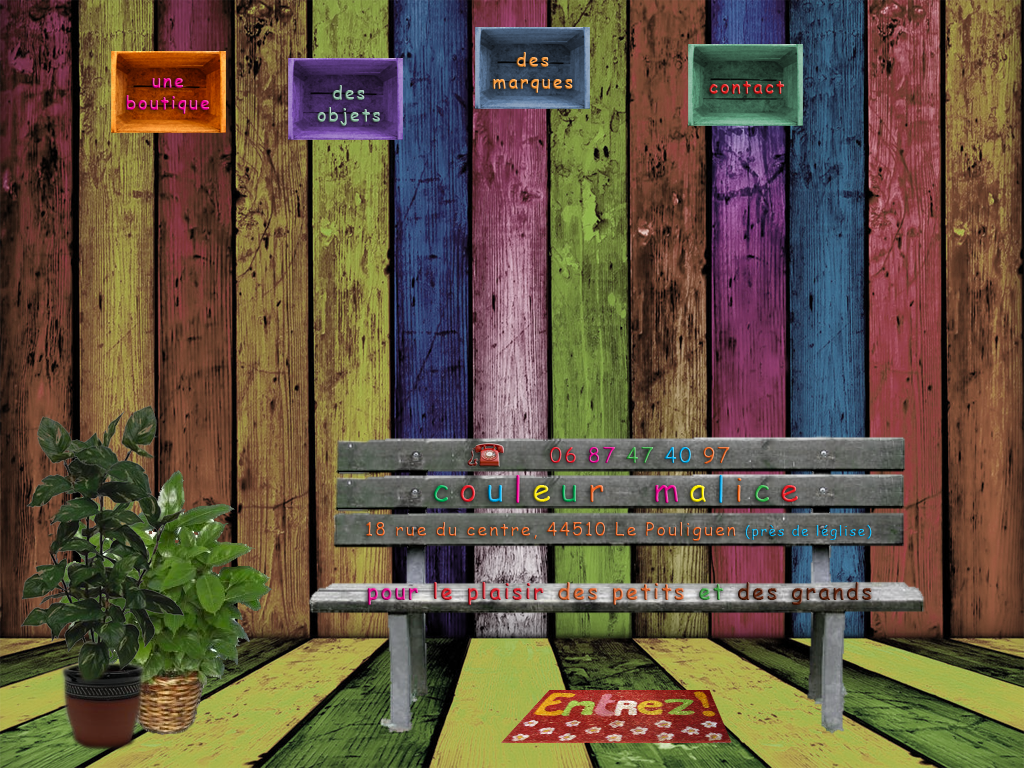 une
boutique
des
objets
des
marques
contact
06 87 47 40 97
couleur malice
18 rue du centre, 44510 Le Pouliguen (près de léglise)
pour le plaisir des petits et des grands
Entrez!